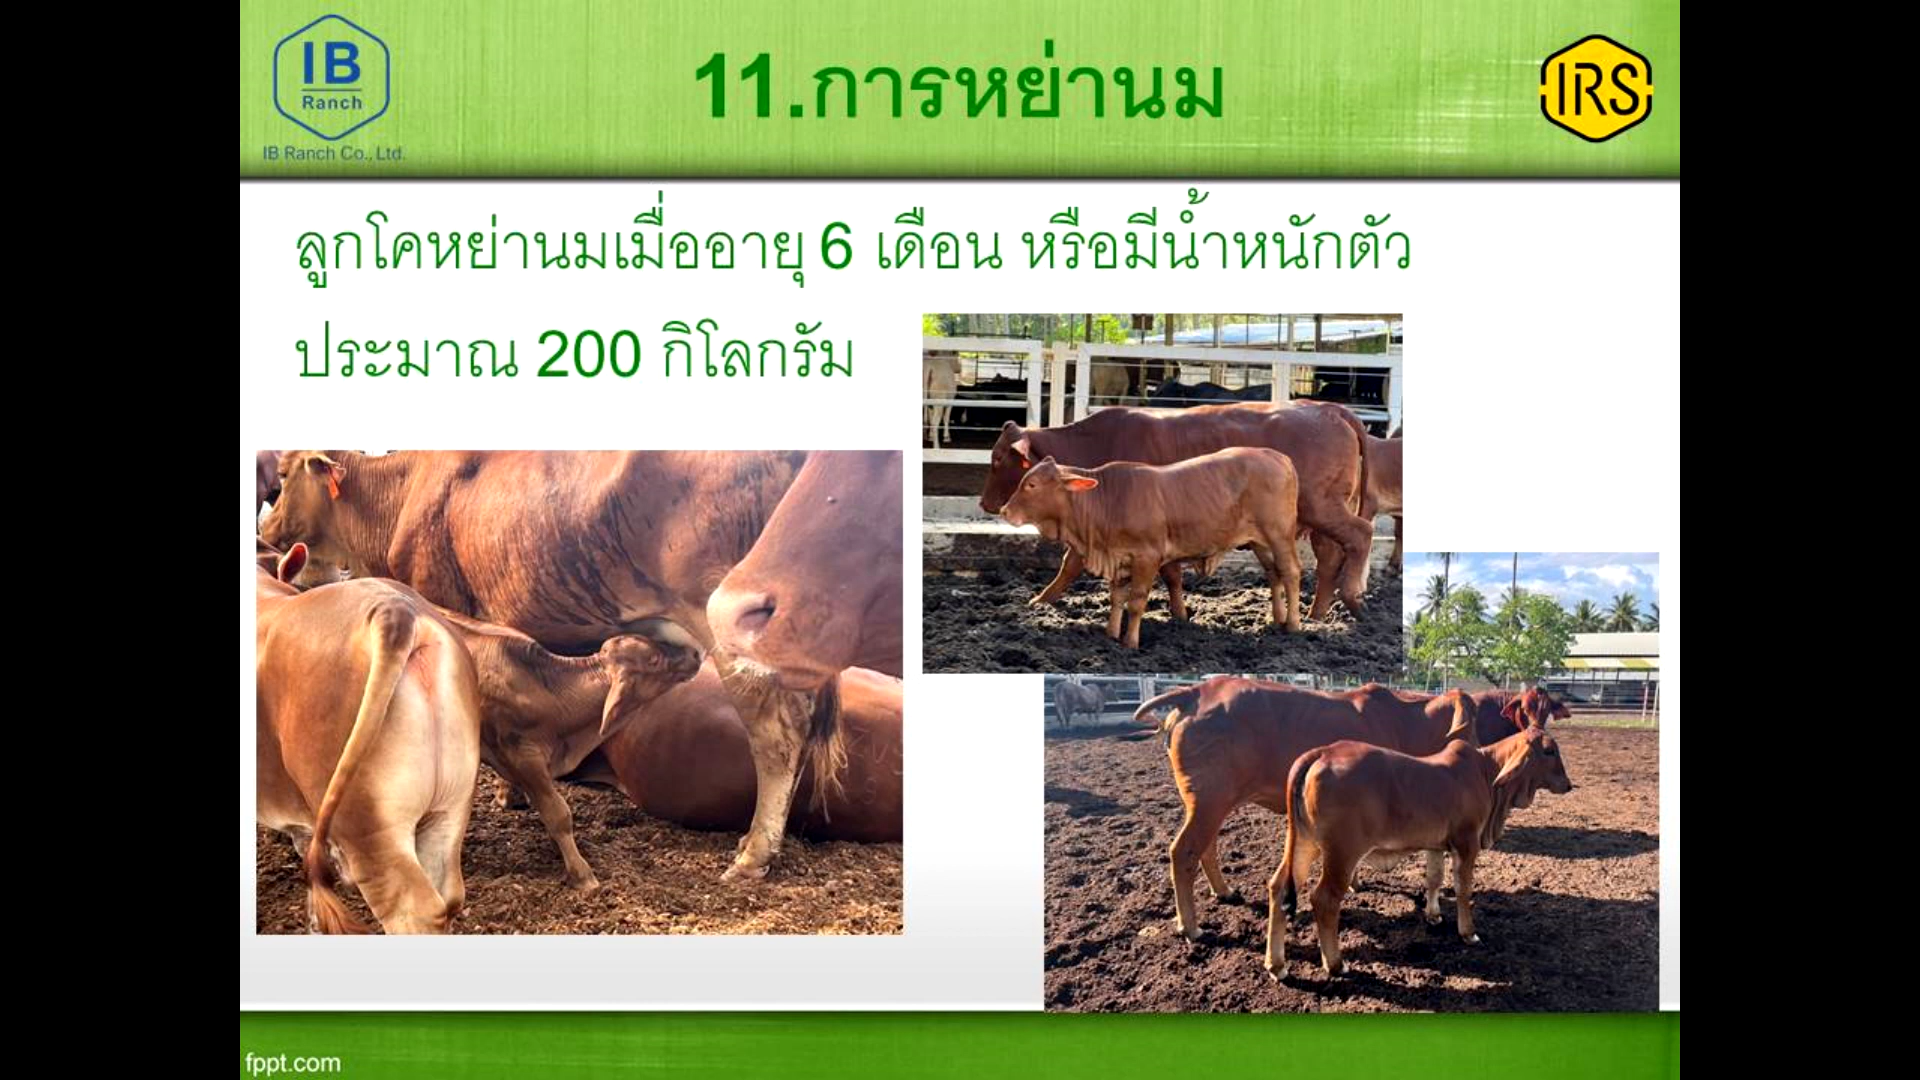 IB
Ranch
IB Ranch Co., Ltd.
11.การหย่านม
IRS
ลูกโคหย่านมเมื่ออายุ 6 เดือน หรือมีน้ำหนักตัว
ประมาณ 200 กิโลกรัม
fppt.com